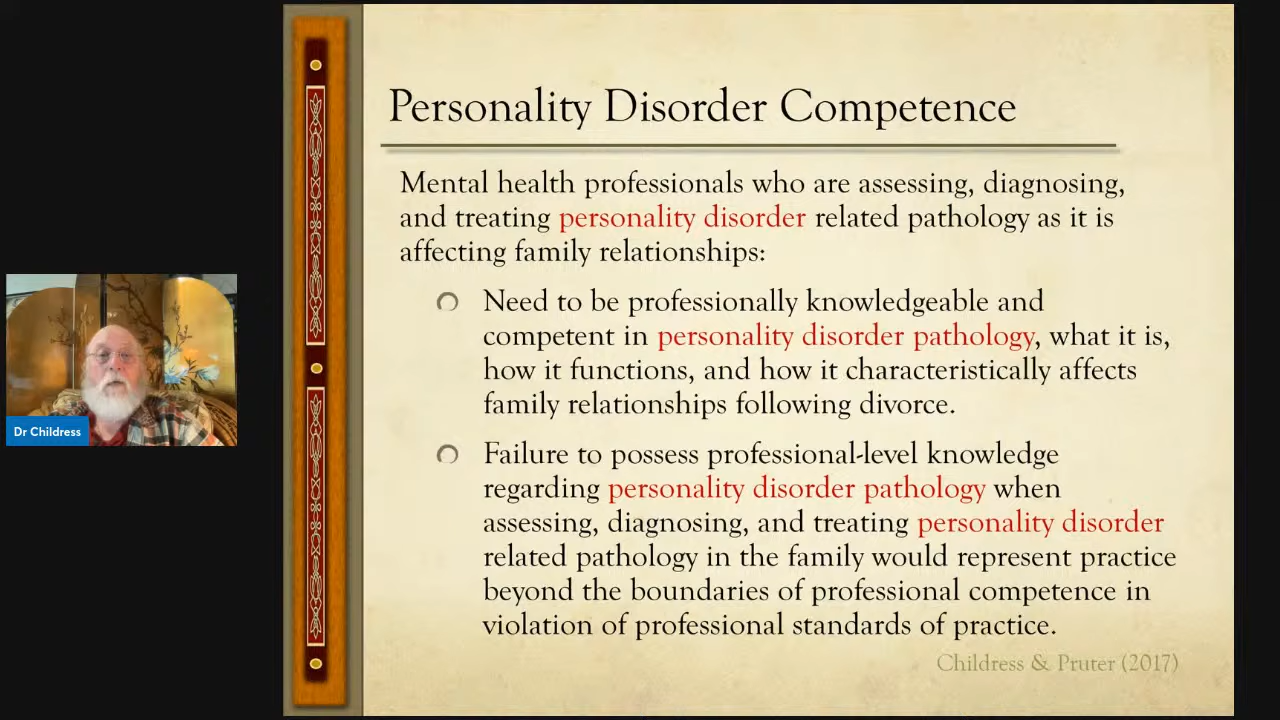 Personality Disorder Competence
Mental health professionals who are assessing, diagnosing,
and treating personality disorder related pathology as it is
affecting family relationships:
Need to be professionally knowledgeable and
competent in personality disorder pathology, what it is,
how it functions, and how it characteristically affects
family relationships following divorce.
Failure to possess professional-level knowledge
regarding personality disorder pathology when
assessing, diagnosing, and treating personality disorder
related pathology in the family would represent practice
beyond the boundaries of professional competence in
violation of professional standards of practice.
Childress & Pruter (2017)
Dr Childress